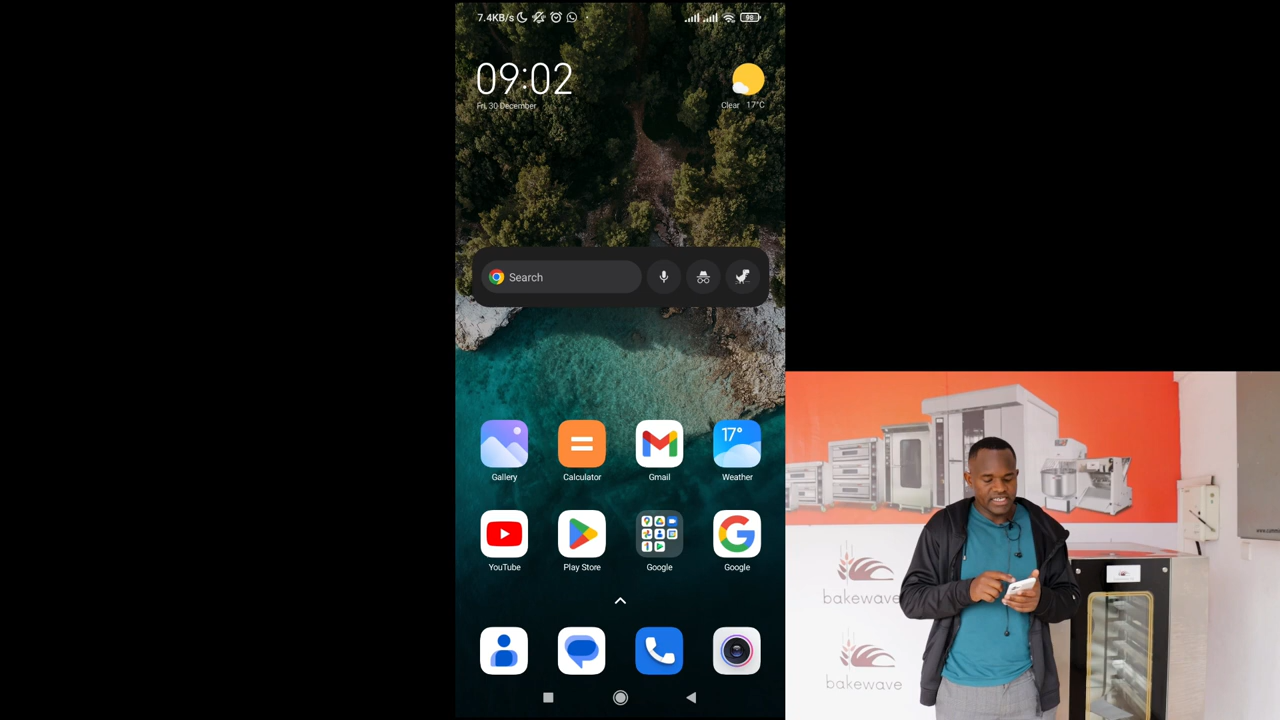 7.4KB/s
98
09:02
Fri, 30 December
Clear 17°C
Search
17°
Gallery
Calculator
Gmail
Weather
YouTube
Play Store
Google
Google
bakewave
bakewave